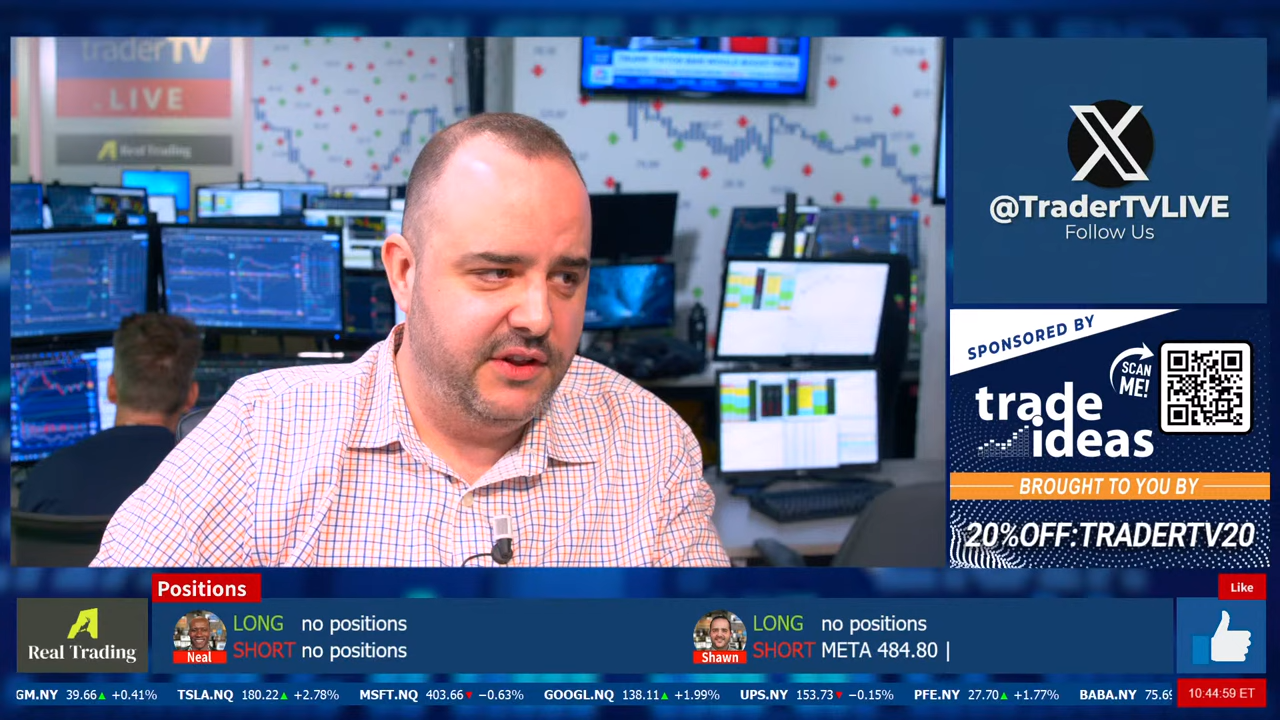 traderTV
.LIVE
Real Trading
@TraderTVLIVE
Follow Us
SPONSORED BY
SCAN
ME!
trade
ideas
BROUGHT TO YOU BY
20%OFF:TRADERTV20
Positions
Like
LONG no positions
SHORT no positions
Neal
LONG no positions
SHORT META 484.80 |
Shawn
Real Trading
GM.NY 39.66▲ +0.41% TSLA.NQ 180.22▲ +2.78% MSFT.NQ 403.66▼ −0.63% GOOGL.NQ 138.11▲ +1.99% UPS.NY 153.73▼ −0.15% PFE.NY 27.70▲ +1.77% BABA.NY 75.69
10:44:59 ET